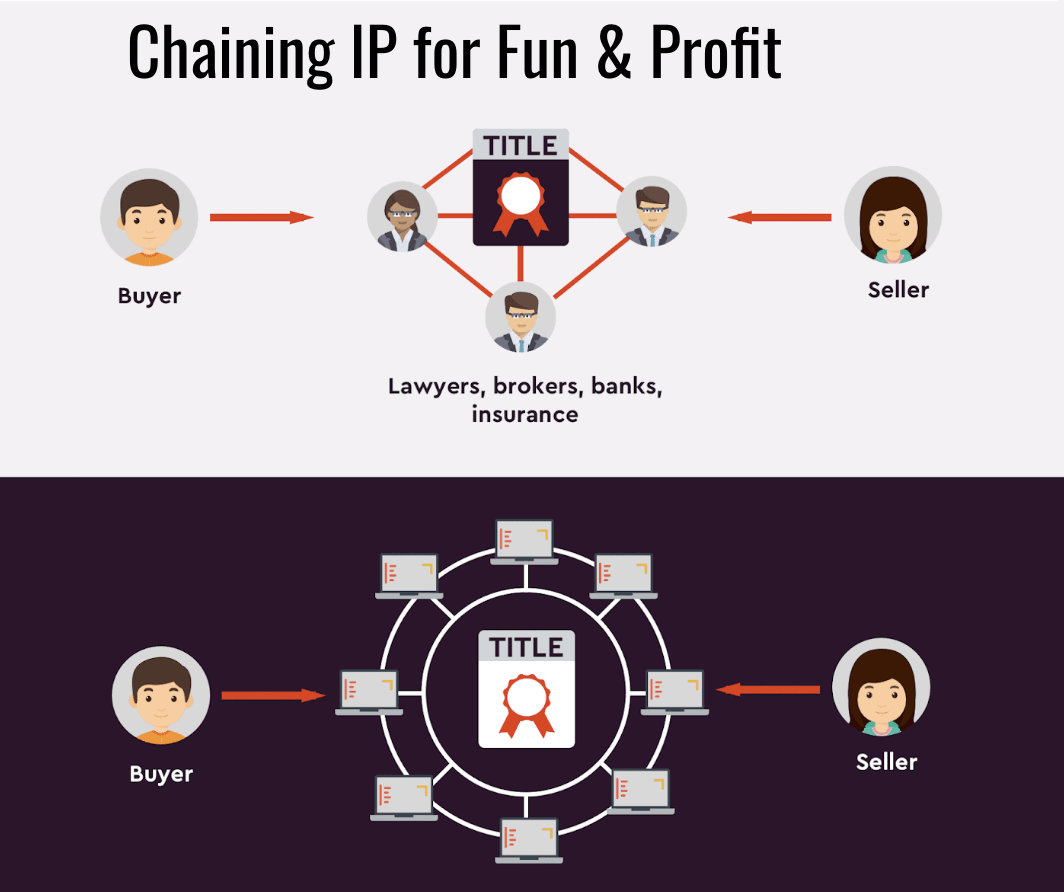 Chaining IP for Fun & Profit
TITLE
Buyer
Seller
Lawyers, brokers, banks,
insurance
TITLE
Buyer
Seller